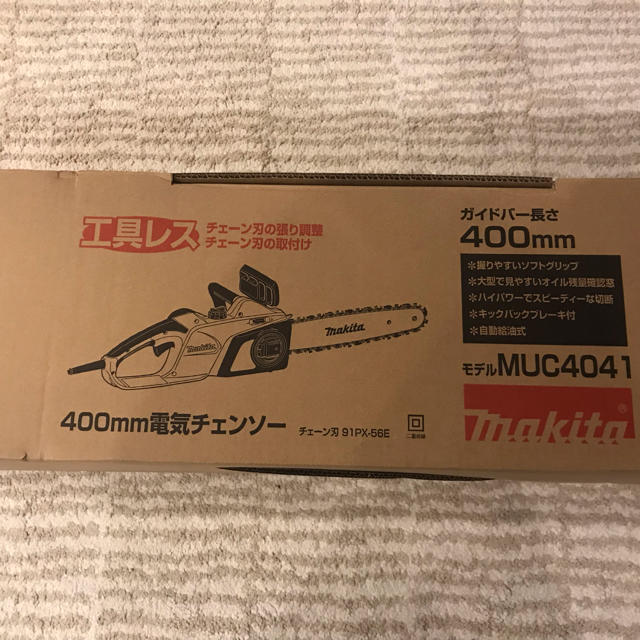 工具レス
チェーン刃の張り調整
チェーン刃の取付け
ガイドバー長さ
400mm
*握りやすいソフトグリップ
*大型で見やすいオイル残量確認窓
*ハイパワーでスピーディーな切断
*キックバックブレーキ付
*自動給油式
モデルMUC4041
makita
makita
makita
400mm電気チェンソー
チェーン刃 91PX-56E
二重絶縁